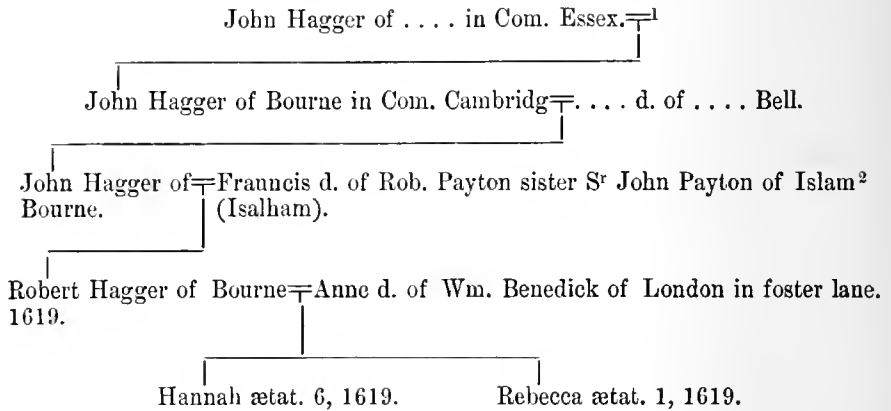 John Hagger of . . . . in Com. Essex.╤1
John Hagger of Bourne in Com. Cambridg╤. . . . d. of . . . . Bell.
John Hagger of╤Frauncis d. of Rob. Payton sister Sr John Payton of Islam2
Bourne. (Isalham).
Robert Hagger of Bourne╤Anne d. of Wm. Benedick of London in foster lane.
1619.
Hannah ætat. 6, 1619. Rebecca ætat. 1, 1619.